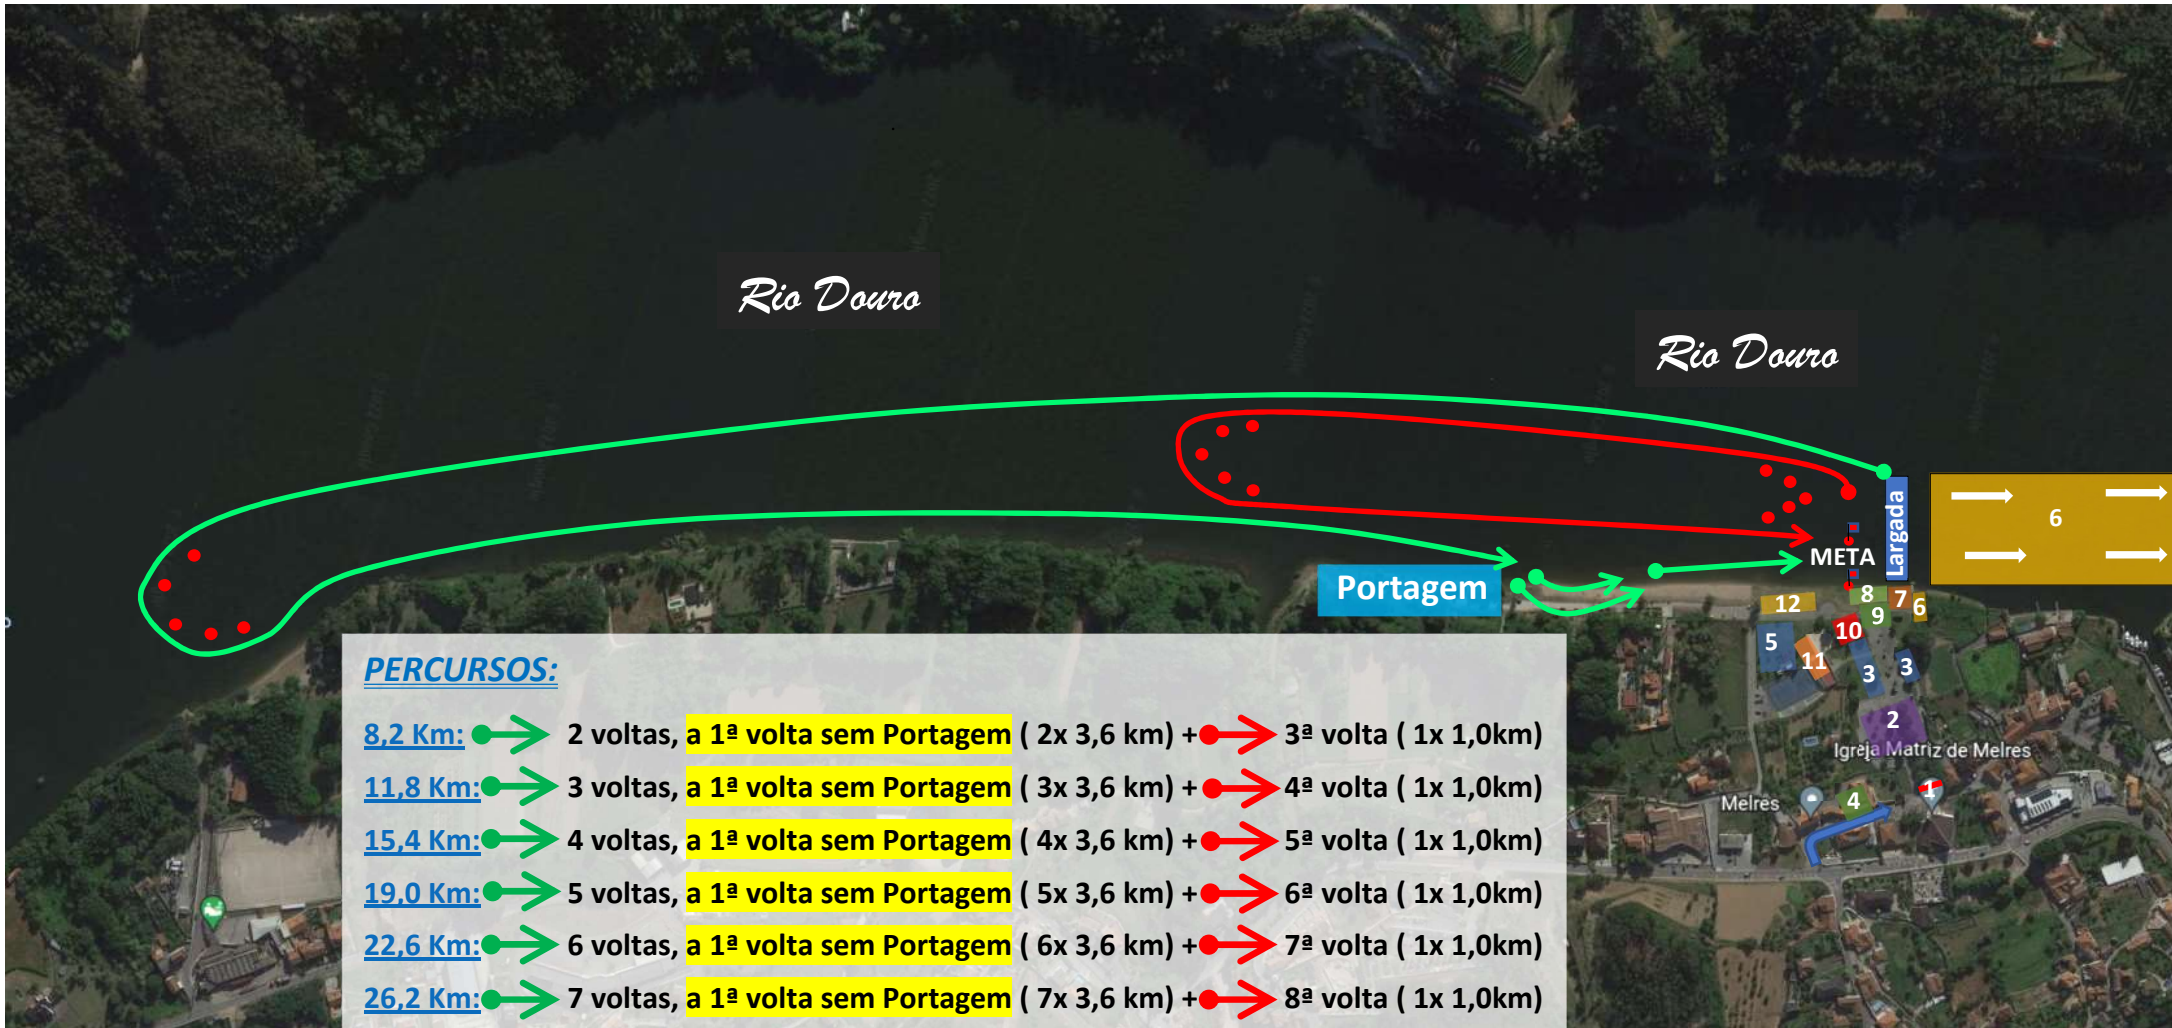 Rio Douro
Rio Douro
Largada
6
META
Portagem
12
8
7
6
9
10
5
11
3
3
2
Igreja Matriz de Melres
Melres
4
1
PERCURSOS:
8,2 Km: 2 voltas, a 1ª volta sem Portagem ( 2x 3,6 km) + 3ª volta ( 1x 1,0km)
11,8 Km: 3 voltas, a 1ª volta sem Portagem ( 3x 3,6 km) + 4ª volta ( 1x 1,0km)
15,4 Km: 4 voltas, a 1ª volta sem Portagem ( 4x 3,6 km) + 5ª volta ( 1x 1,0km)
19,0 Km: 5 voltas, a 1ª volta sem Portagem ( 5x 3,6 km) + 6ª volta ( 1x 1,0km)
22,6 Km: 6 voltas, a 1ª volta sem Portagem ( 6x 3,6 km) + 7ª volta ( 1x 1,0km)
26,2 Km: 7 voltas, a 1ª volta sem Portagem ( 7x 3,6 km) + 8ª volta ( 1x 1,0km)